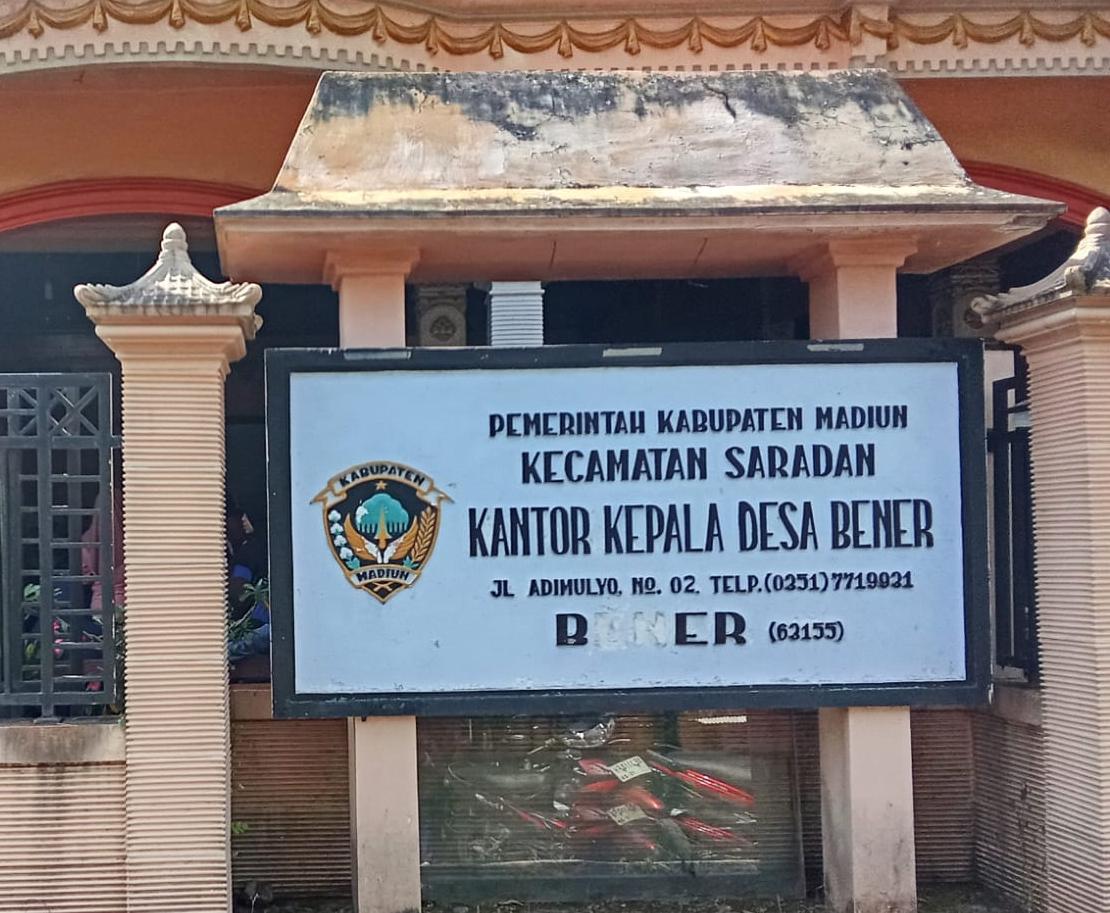 PEMERINTAH KABUPATEN MADIUN
KECAMATAN SARADAN
KANTOR KEPALA DESA BENER
JL ADIMULYO. No. 02. TELP.(0351)7719931
BENER (63155)
KABUPATEN
MADIUN